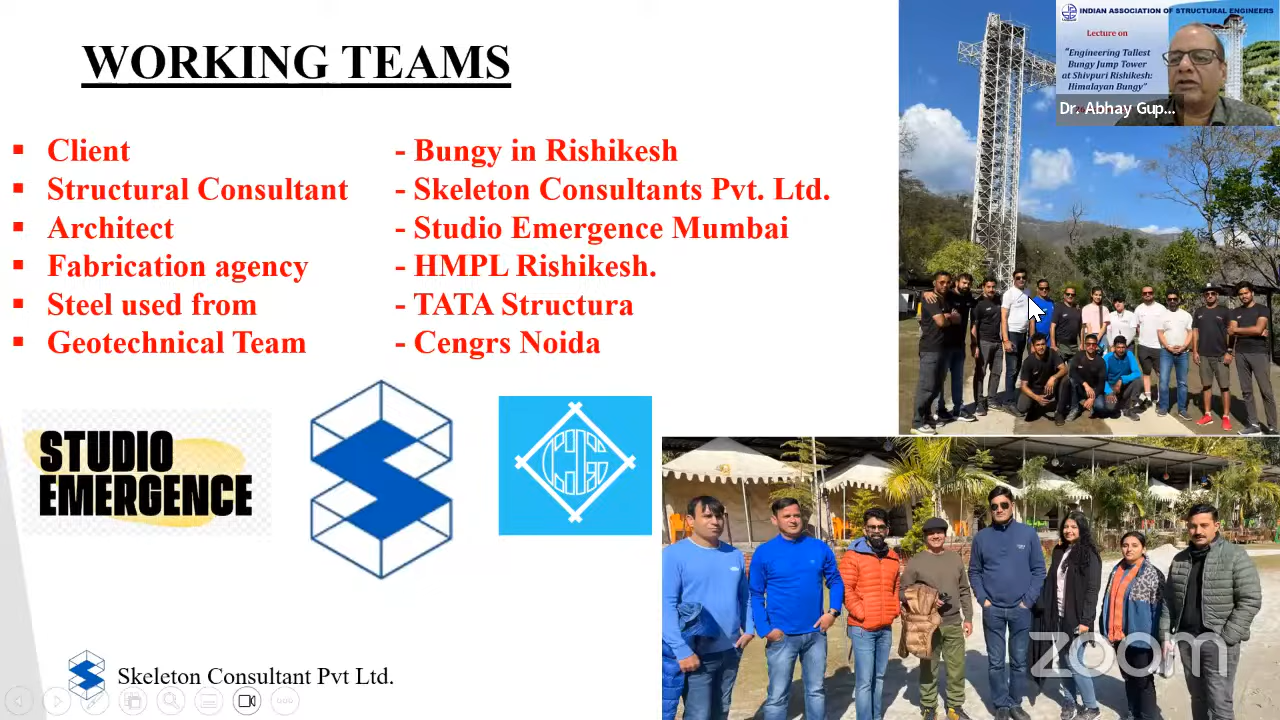 WORKING TEAMS
▪ Client - Bungy in Rishikesh
▪ Structural Consultant - Skeleton Consultants Pvt. Ltd.
▪ Architect - Studio Emergence Mumbai
▪ Fabrication agency - HMPL Rishikesh.
▪ Steel used from - TATA Structura
▪ Geotechnical Team - Cengrs Noida
STUDIO
EMERGENCE
Skeleton Consultant Pvt Ltd.
INDIAN ASSOCIATION OF STRUCTURAL ENGINEERS
Lecture on
"Engineering Tallest
Bungy Jump Tower
at Shivpuri Rishikesh:
Himalayan Bungy"
Dr. Abhay Gup...
zoom